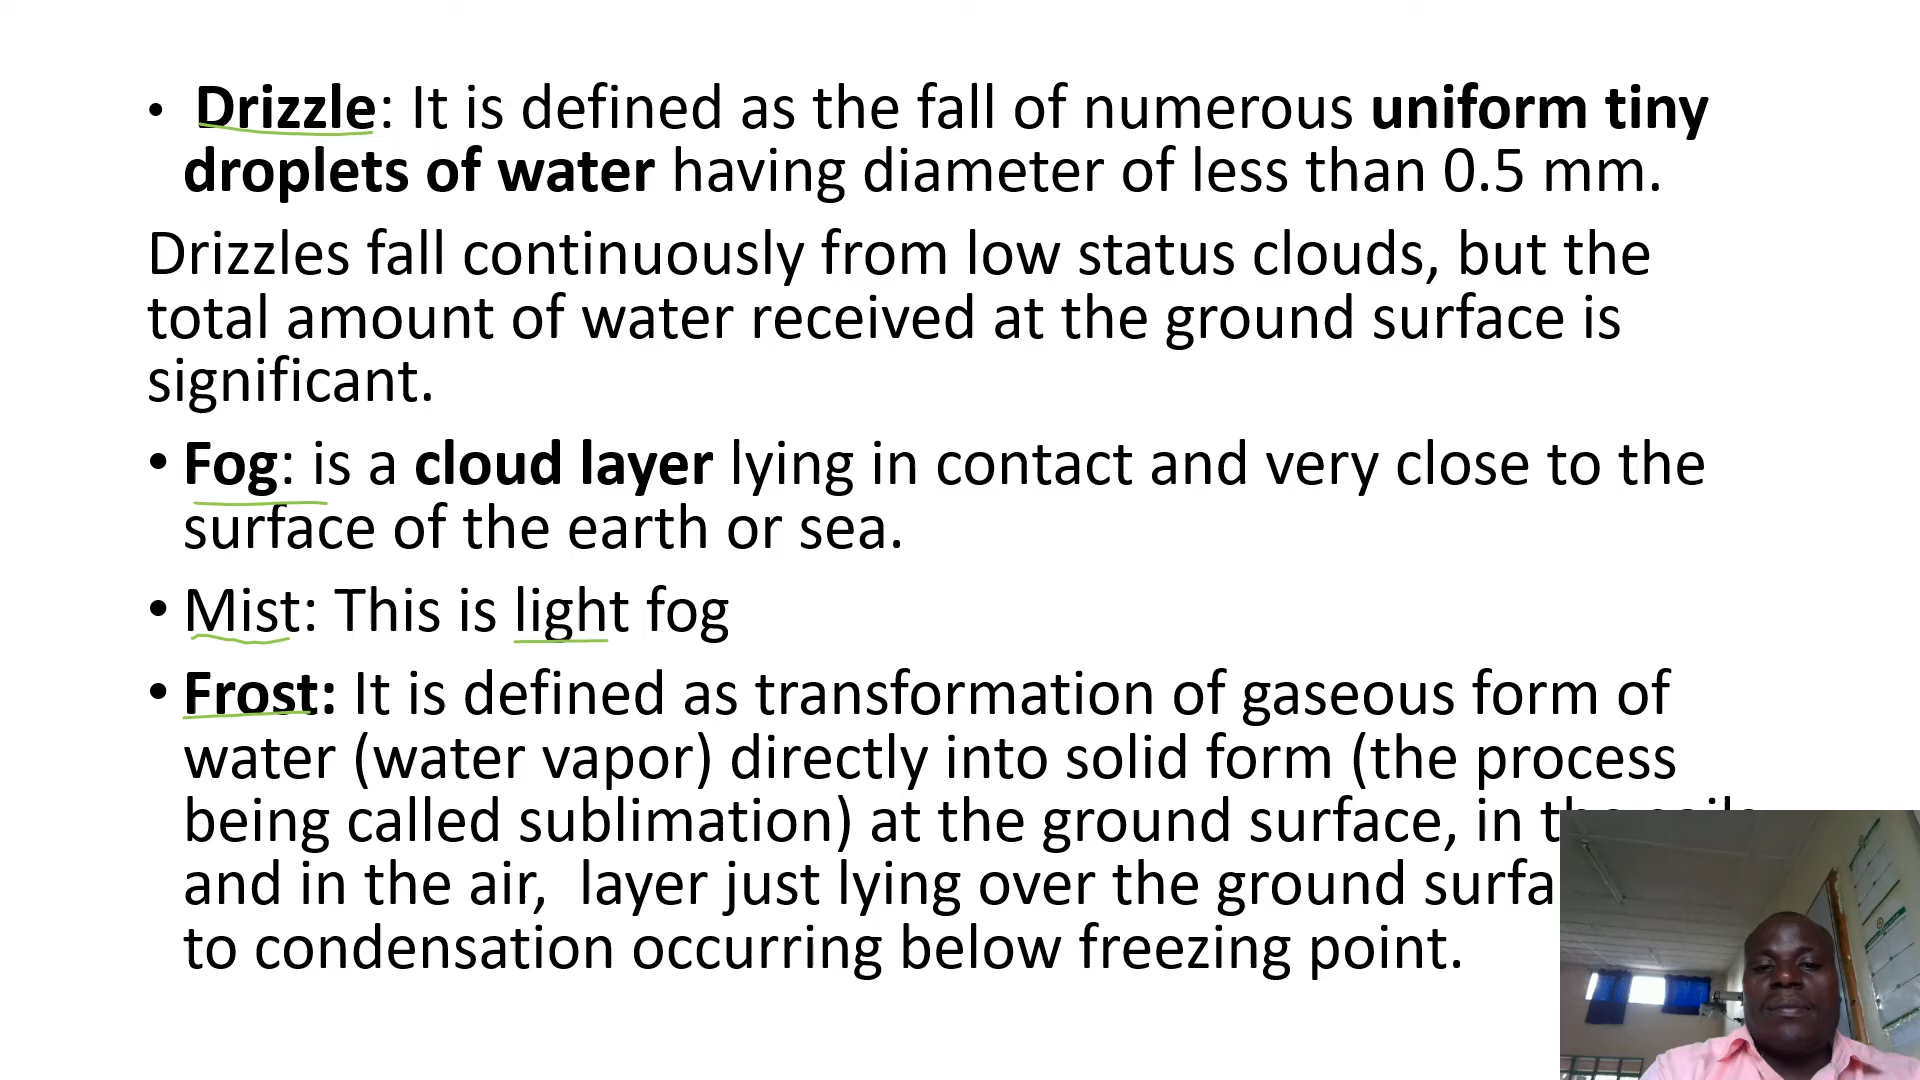 • Drizzle: It is defined as the fall of numerous uniform tiny
droplets of water having diameter of less than 0.5 mm.
Drizzles fall continuously from low status clouds, but the
total amount of water received at the ground surface is
significant.
• Fog: is a cloud layer lying in contact and very close to the
surface of the earth or sea.
• Mist: This is light fog
• Frost: It is defined as transformation of gaseous form of
water (water vapor) directly into solid form (the process
being called sublimation) at the ground surface, in
and in the air, layer just lying over the ground
to condensation occurring below freezing point.